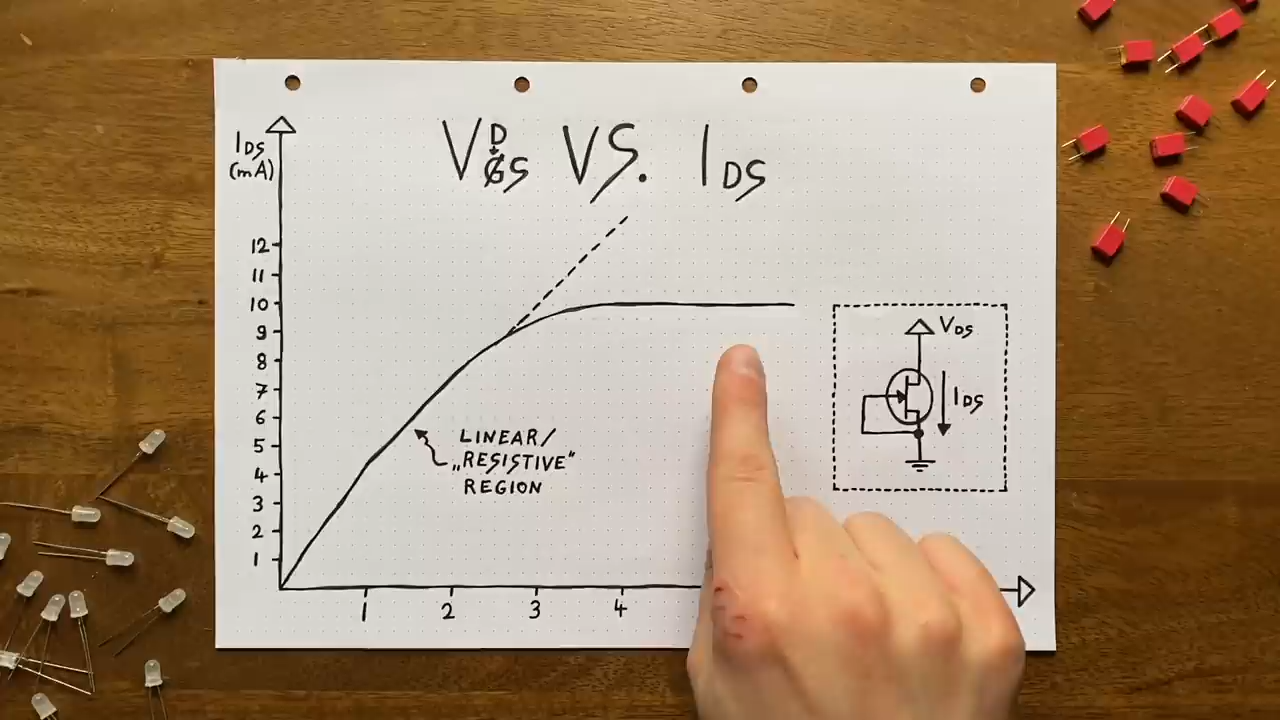 VDS VS. IDS
IDS
(mA)
12
11
10
9
8
7
6
5
4
3
2
1
LINEAR/
„RESISTIVE"
REGION
VDS
IDS
1 2 3 4